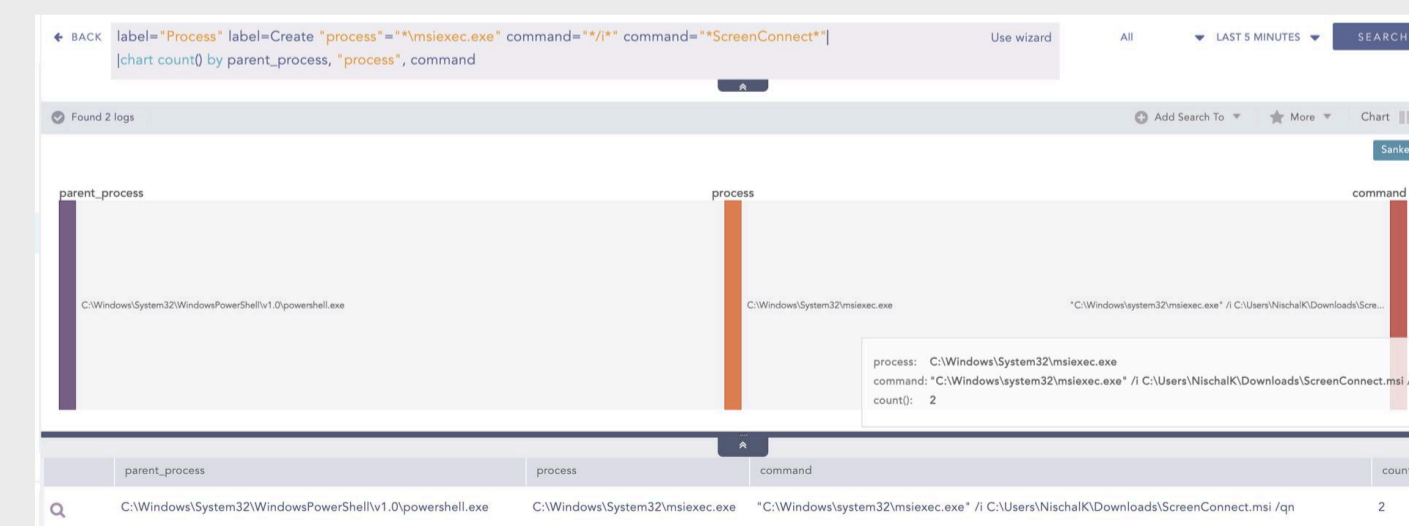 BACK
label="Process" label=Create "process"="*\msiexec.exe" command="*/i*" command="*ScreenConnect*"|
|chart count() by parent_process, "process", command
Use wizard
All
LAST 5 MINUTES
SEARCH
Found 2 logs
Add Search To
More
Chart
Sanke
parent_process
process
command
C:\Windows\System32\WindowsPowerShell\v1.0\powershell.exe
C:\Windows\System32\msiexec.exe
"C:\Windows\system32\msiexec.exe" /i C:\Users\NischalK\Downloads\Scre...
process: C:\Windows\System32\msiexec.exe
command: "C:\Windows\system32\msiexec.exe" /i C:\Users\NischalK\Downloads\ScreenConnect.msi /
count(): 2
parent_process
process
command
count
C:\Windows\System32\WindowsPowerShell\v1.0\powershell.exe
C:\Windows\System32\msiexec.exe
"C:\Windows\system32\msiexec.exe" /i C:\Users\NischalK\Downloads\ScreenConnect.msi /qn
2